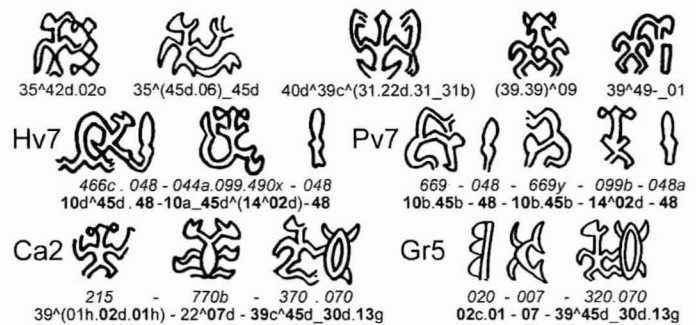 35^42d.02o 35^(45d.06)_45d 40d^39c^(31.22d.31_31b) (39.39)^09 39^49-_01
Hv7 Pv7
466c . 048 - 044a.099.490x - 048 669 - 048 - 669y - 099b - 048a
10d^45d . 48 -10a_45d^(14^02d)-48 10b.45b - 48 - 10b.45b - 14^02d - 48
Ca2 Gr5
215 - 770b - 370 . 070 020 - 007 - 320.070
39^(01h.02d.01h) - 22^07d - 39c^45d_30d.13g 02c.01 - 07 - 39^45d_30d.13g